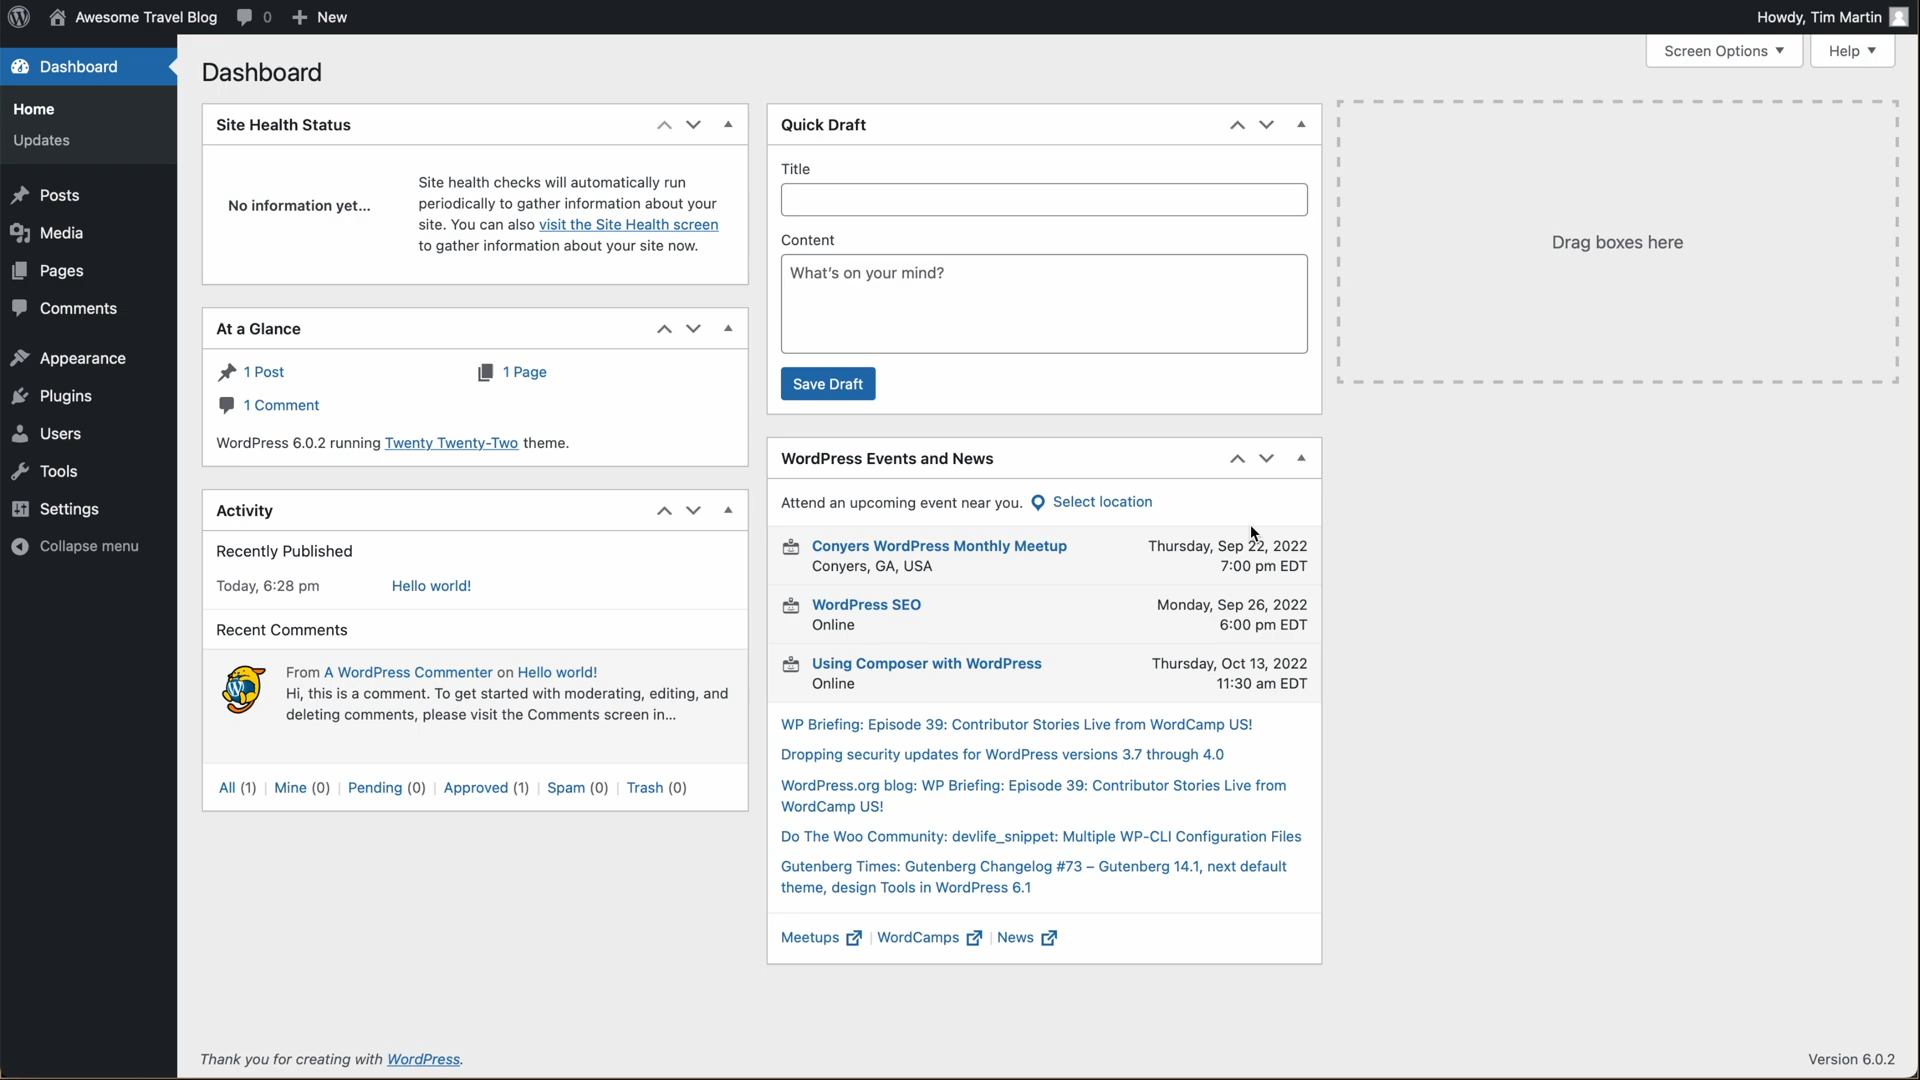 Awesome Travel Blog 0 New
Howdy, Tim Martin
Screen Options
Help
Dashboard
Home
Updates
Posts
Media
Pages
Comments
Appearance
Plugins
Users
Tools
Settings
Collapse menu
Dashboard
Site Health Status
No information yet...
Site health checks will automatically run
periodically to gather information about your
site. You can also visit the Site Health screen
to gather information about your site now.
At a Glance
1 Post
1 Page
1 Comment
WordPress 6.0.2 running Twenty Twenty-Two theme.
Activity
Recently Published
Today, 6:28 pm Hello world!
Recent Comments
From A WordPress Commenter on Hello world!
Hi, this is a comment. To get started with moderating, editing, and
deleting comments, please visit the Comments screen in...
All (1) | Mine (0) | Pending (0) | Approved (1) | Spam (0) | Trash (0)
Quick Draft
Title
Content
What's on your mind?
Save Draft
WordPress Events and News
Attend an upcoming event near you. Select location
Conyers WordPress Monthly Meetup Thursday, Sep 22, 2022
Conyers, GA, USA 7:00 pm EDT
WordPress SEO Monday, Sep 26, 2022
Online 6:00 pm EDT
Using Composer with WordPress Thursday, Oct 13, 2022
Online 11:30 am EDT
WP Briefing: Episode 39: Contributor Stories Live from WordCamp US!
Dropping security updates for WordPress versions 3.7 through 4.0
WordPress.org blog: WP Briefing: Episode 39: Contributor Stories Live from
WordCamp US!
Do The Woo Community: devlife_snippet: Multiple WP-CLI Configuration Files
Gutenberg Times: Gutenberg Changelog #73 – Gutenberg 14.1, next default
theme, design Tools in WordPress 6.1
Meetups | WordCamps | News
Drag boxes here
Thank you for creating with WordPress.
Version 6.0.2